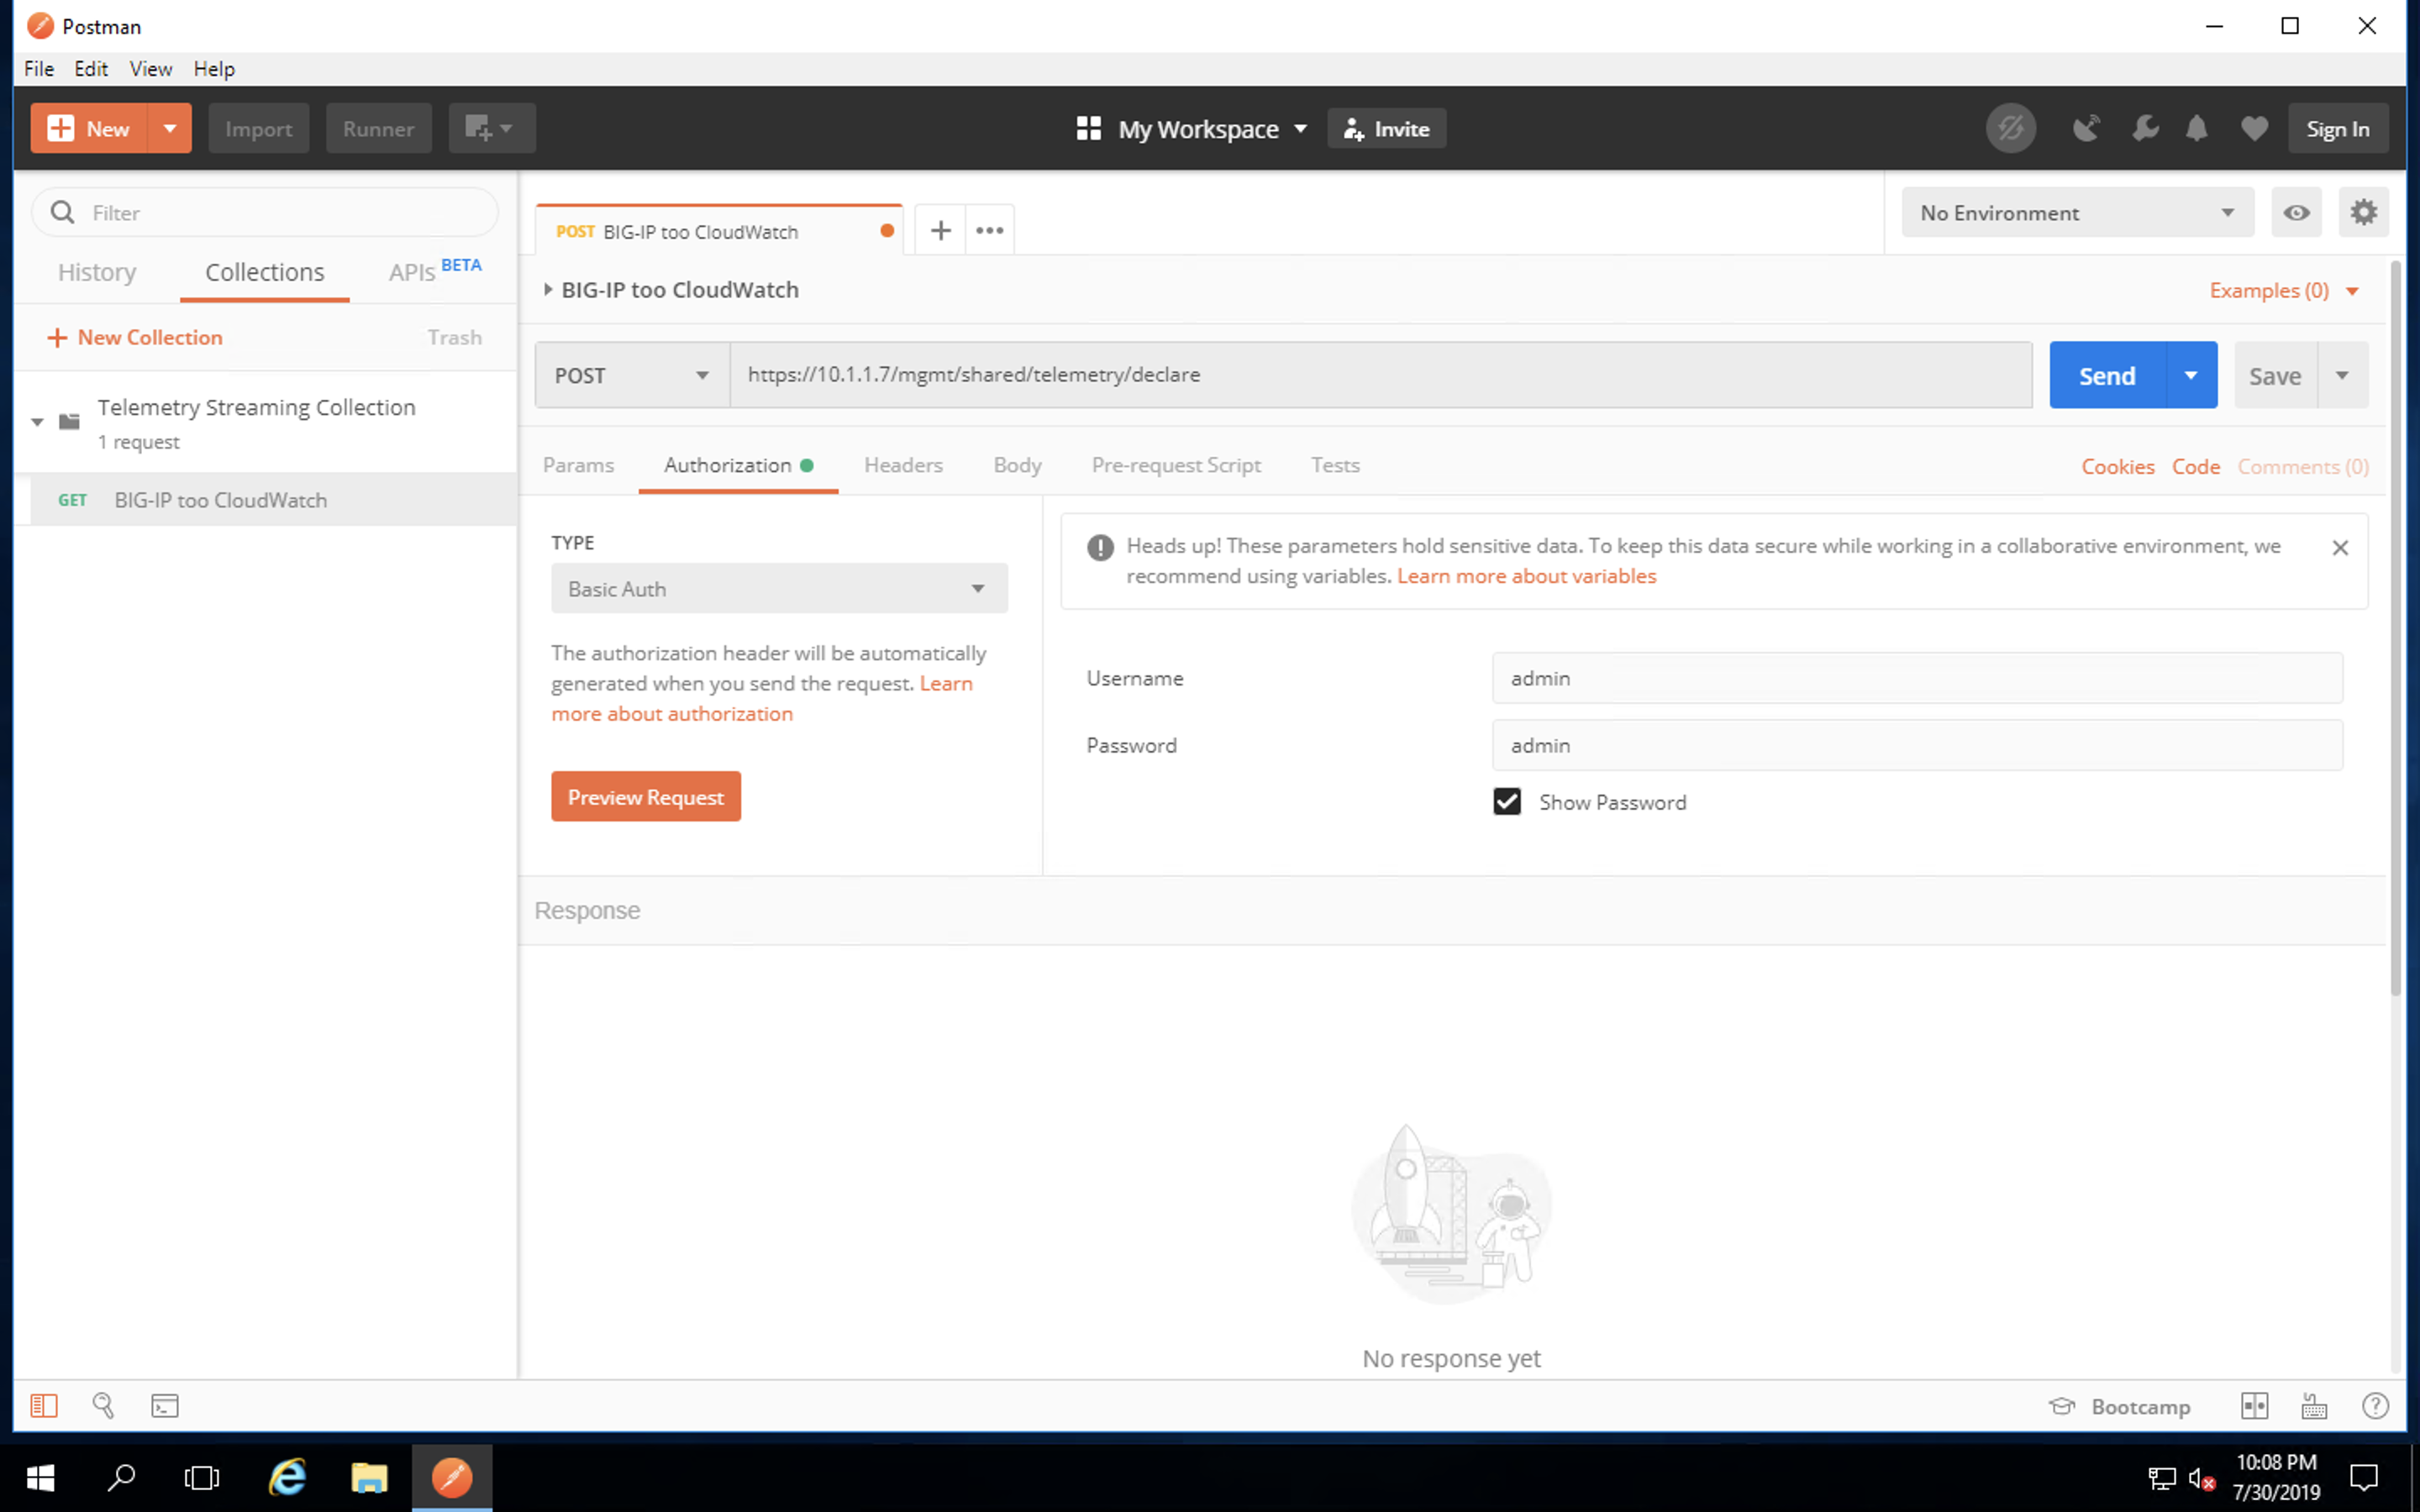 Postman
File Edit View Help
New Import Runner My Workspace Invite Sign In
Filter
History Collections APIs BETA
New Collection Trash
Telemetry Streaming Collection
1 request
GET BIG-IP too CloudWatch
POST BIG-IP too CloudWatch
No Environment
BIG-IP too CloudWatch Examples (0)
POST https://10.1.1.7/mgmt/shared/telemetry/declare Send Save
Params Authorization Headers Body Pre-request Script Tests Cookies Code Comments (0)
TYPE
Basic Auth
The authorization header will be automatically
generated when you send the request. Learn
more about authorization
Preview Request
Heads up! These parameters hold sensitive data. To keep this data secure while working in a collaborative environment, we
recommend using variables. Learn more about variables
Username admin
Password admin
Show Password
Response
No response yet
Bootcamp
10:08 PM
7/30/2019